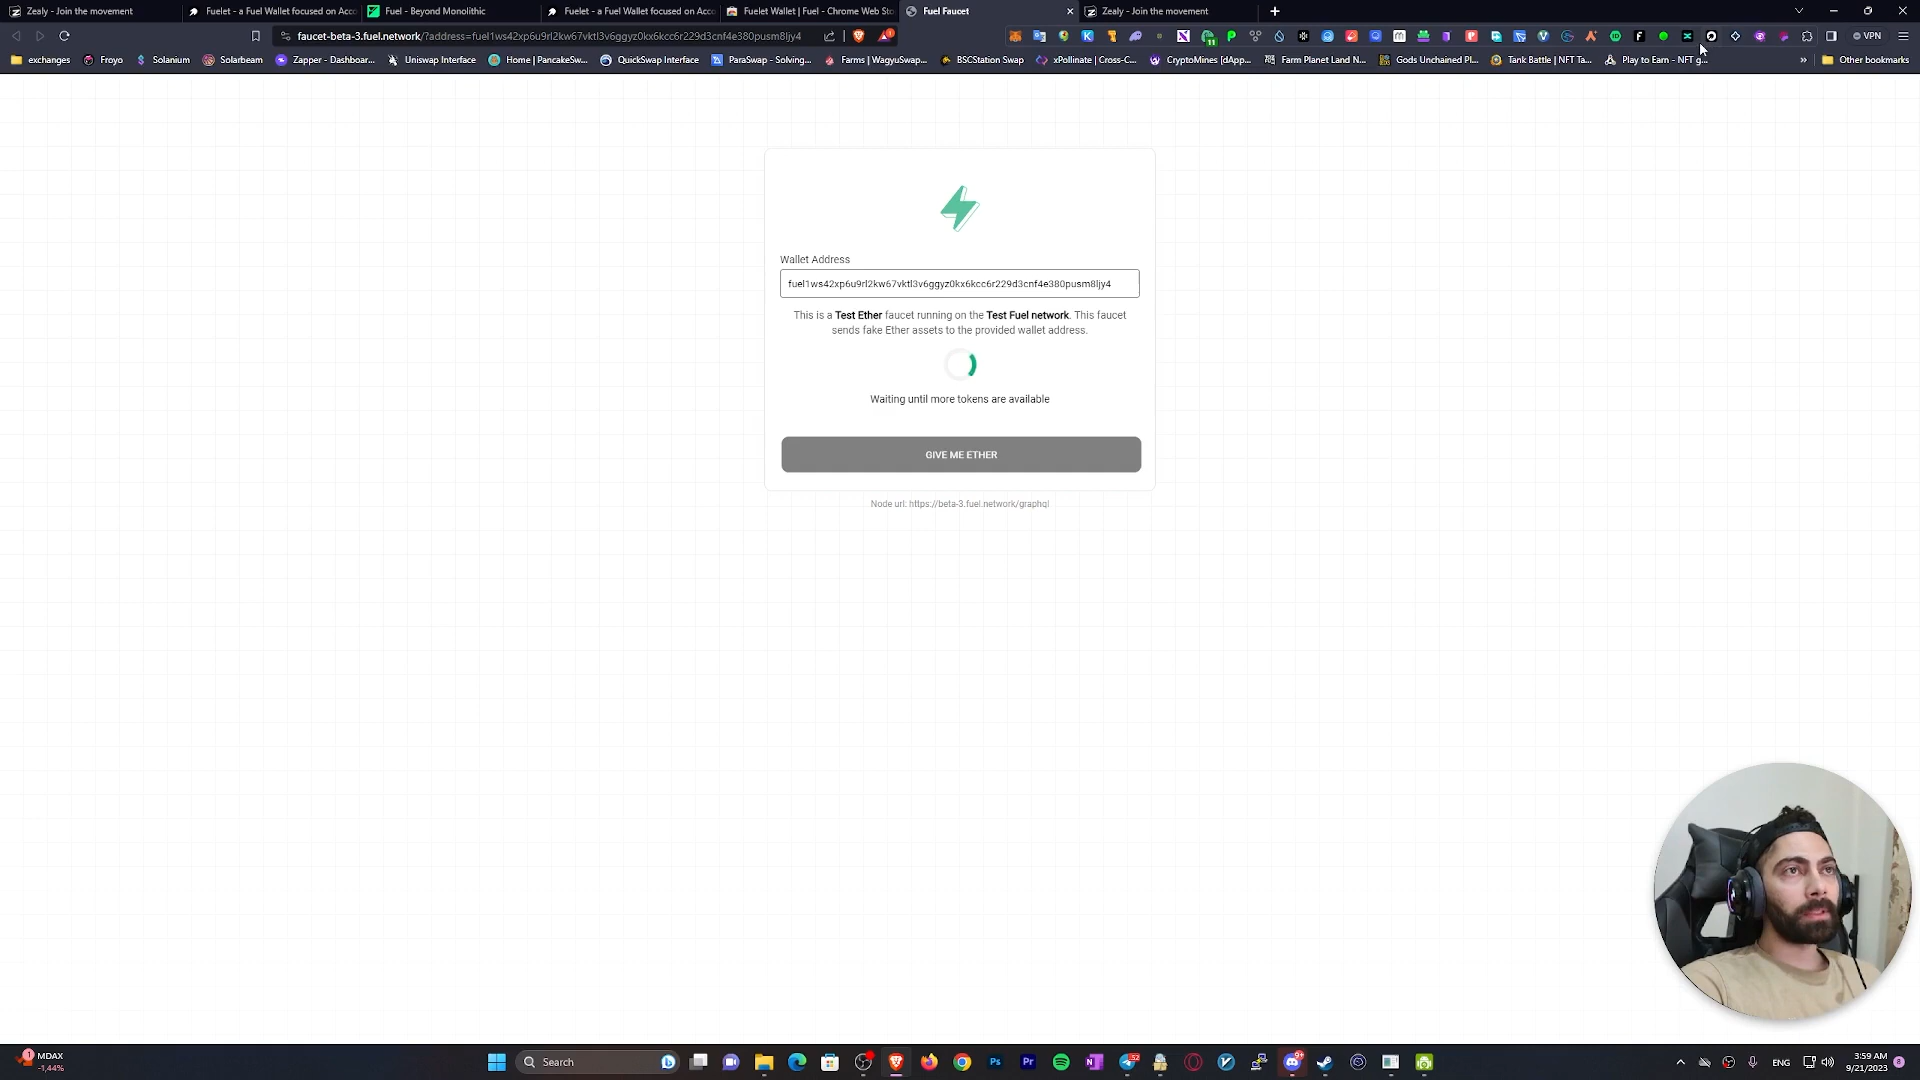 Zealy - Join the movement
Fuelet - a Fuel Wallet focused on Acco
Fuel - Beyond Monolithic
Fuelet - a Fuel Wallet focused on Acco
Fuelet Wallet | Fuel - Chrome Web Sto
Fuel Faucet
Zealy - Join the movement
faucet-beta-3.fuel.network/?address=fuel1ws42xp6u9rl2kw67vktl3v6ggyz0kx6kcc6r229d3cnf4e380pusm8ljy4
VPN
exchanges
Froyo
Solanium
Solarbeam
Zapper - Dashboar...
Uniswap Interface
Home | PancakeSw...
QuickSwap Interface
ParaSwap - Solving...
Farms | WagyuSwap...
BSCStation Swap
xPollinate | Cross-C...
CryptoMines [dApp...
Farm Planet Land N...
Gods Unchained Pl...
Tank Battle | NFT Ta...
Play to Earn - NFT g...
»
Other bookmarks
Wallet Address
fuel1ws42xp6u9rl2kw67vktl3v6ggyz0kx6kcc6r229d3cnf4e380pusm8ljy4
This is a Test Ether faucet running on the Test Fuel network. This faucet
sends fake Ether assets to the provided wallet address.
Waiting until more tokens are available
GIVE ME ETHER
Node url: https://beta-3.fuel.network/graphql
MDAX
-1,44%
Search
ENG
3:59 AM
9/21/2023